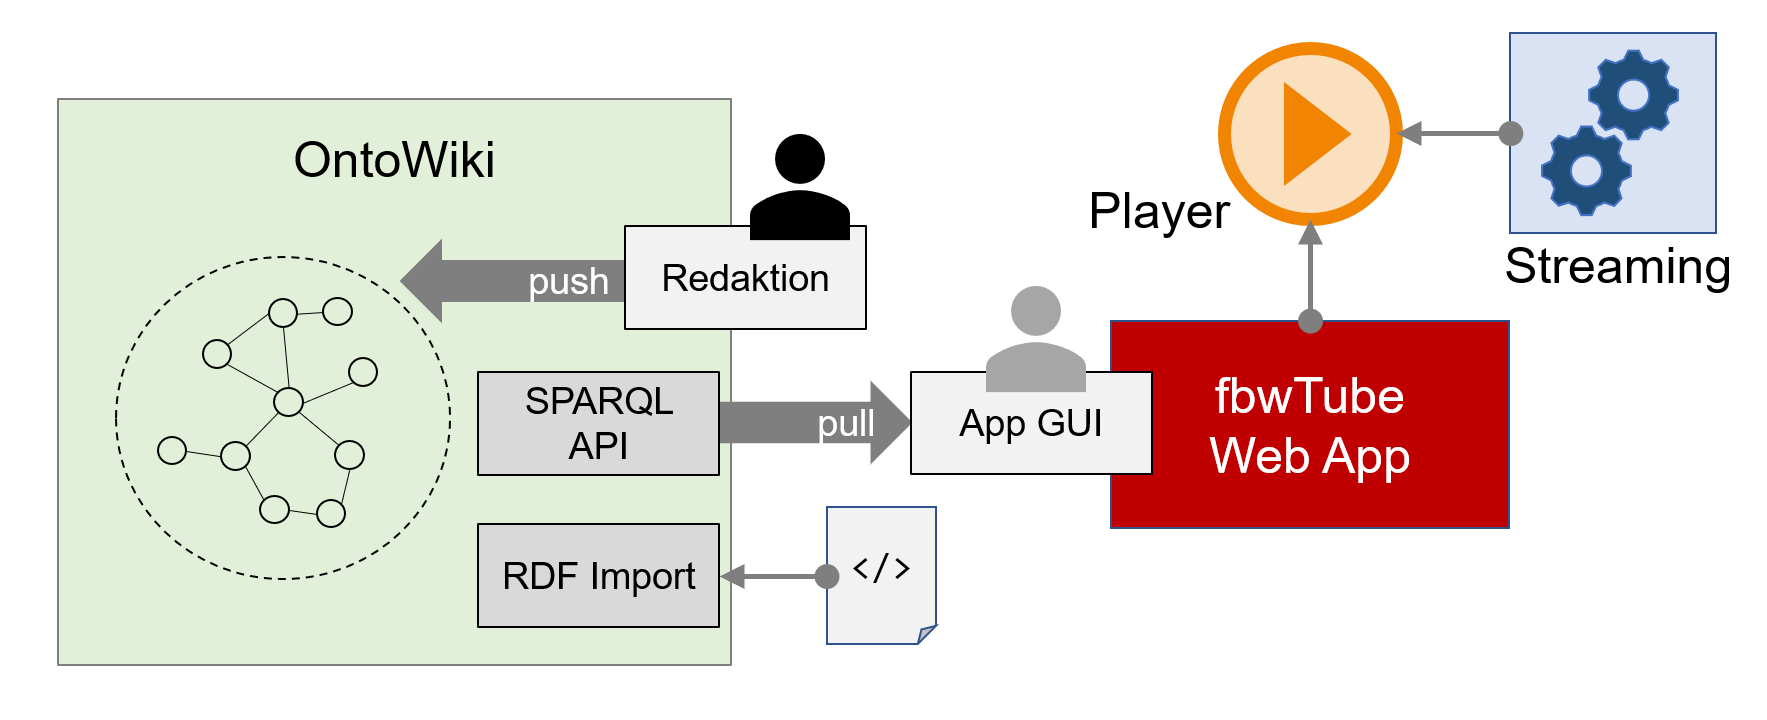 OntoWiki
Redaktion
push
SPARQL
API
pull
App GUI
RDF Import
</>
Player
Streaming
fbwTube
Web App